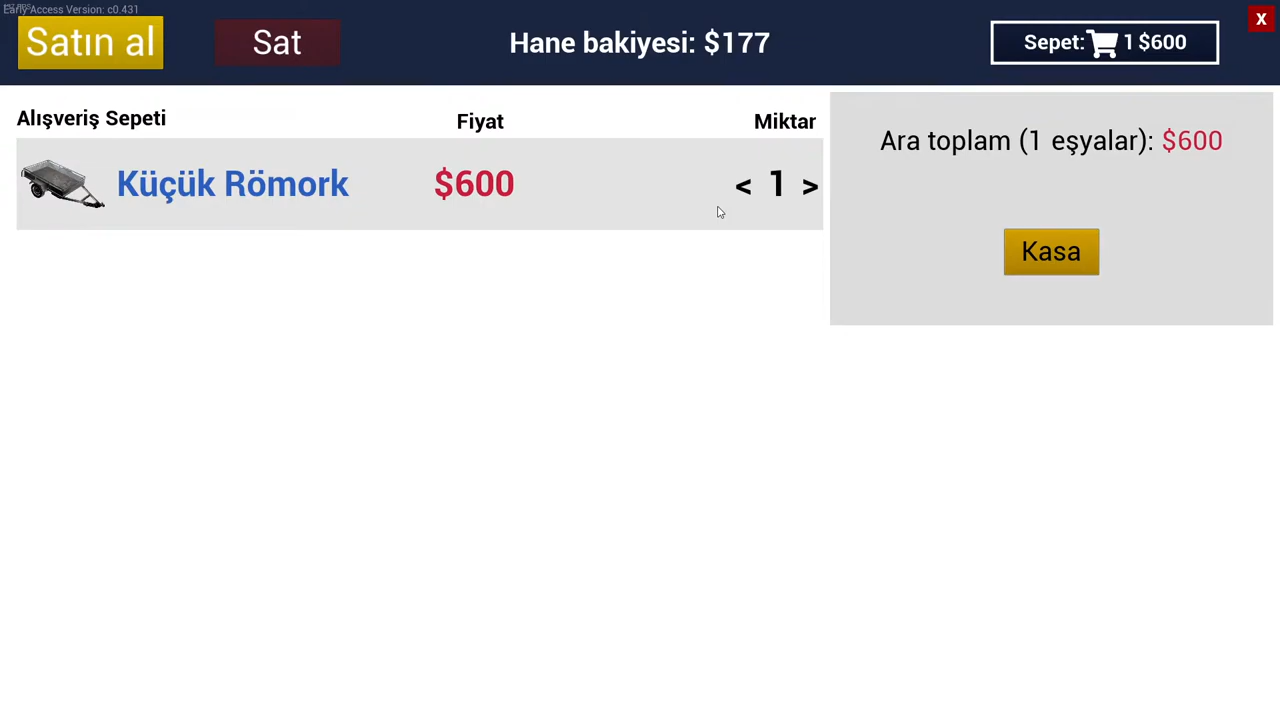 Early Access Version: c0.431
Satın al
Sat
Hane bakiyesi: $177
Sepet: 1 $600
X
Alışveriş Sepeti
Fiyat
Miktar
Küçük Römork
$600
< 1 >
Ara toplam (1 eşyalar): $600
Kasa